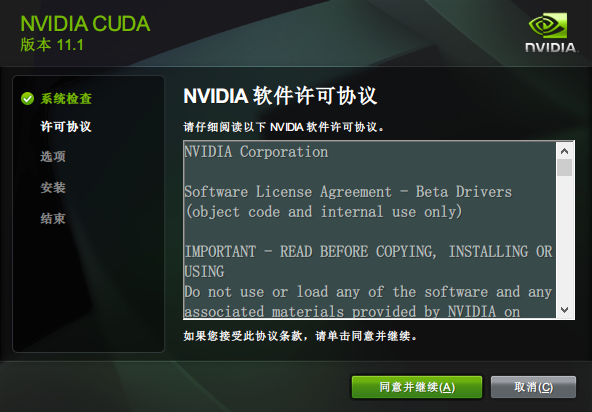 NVIDIA CUDA
版本 11.1
NVIDIA.
系统检查
许可协议
选项
安装
结束
NVIDIA 软件许可协议
请仔细阅读以下 NVIDIA 软件许可协议。
NVIDIA Corporation
Software License Agreement - Beta Drivers
(object code and internal use only)
IMPORTANT - READ BEFORE COPYING, INSTALLING OR
USING
Do not use or load any of the software and any
associated materials provided by NVIDIA on
如果您接受此协议条款，请单击同意并继续。
同意并继续(A)
取消(C)